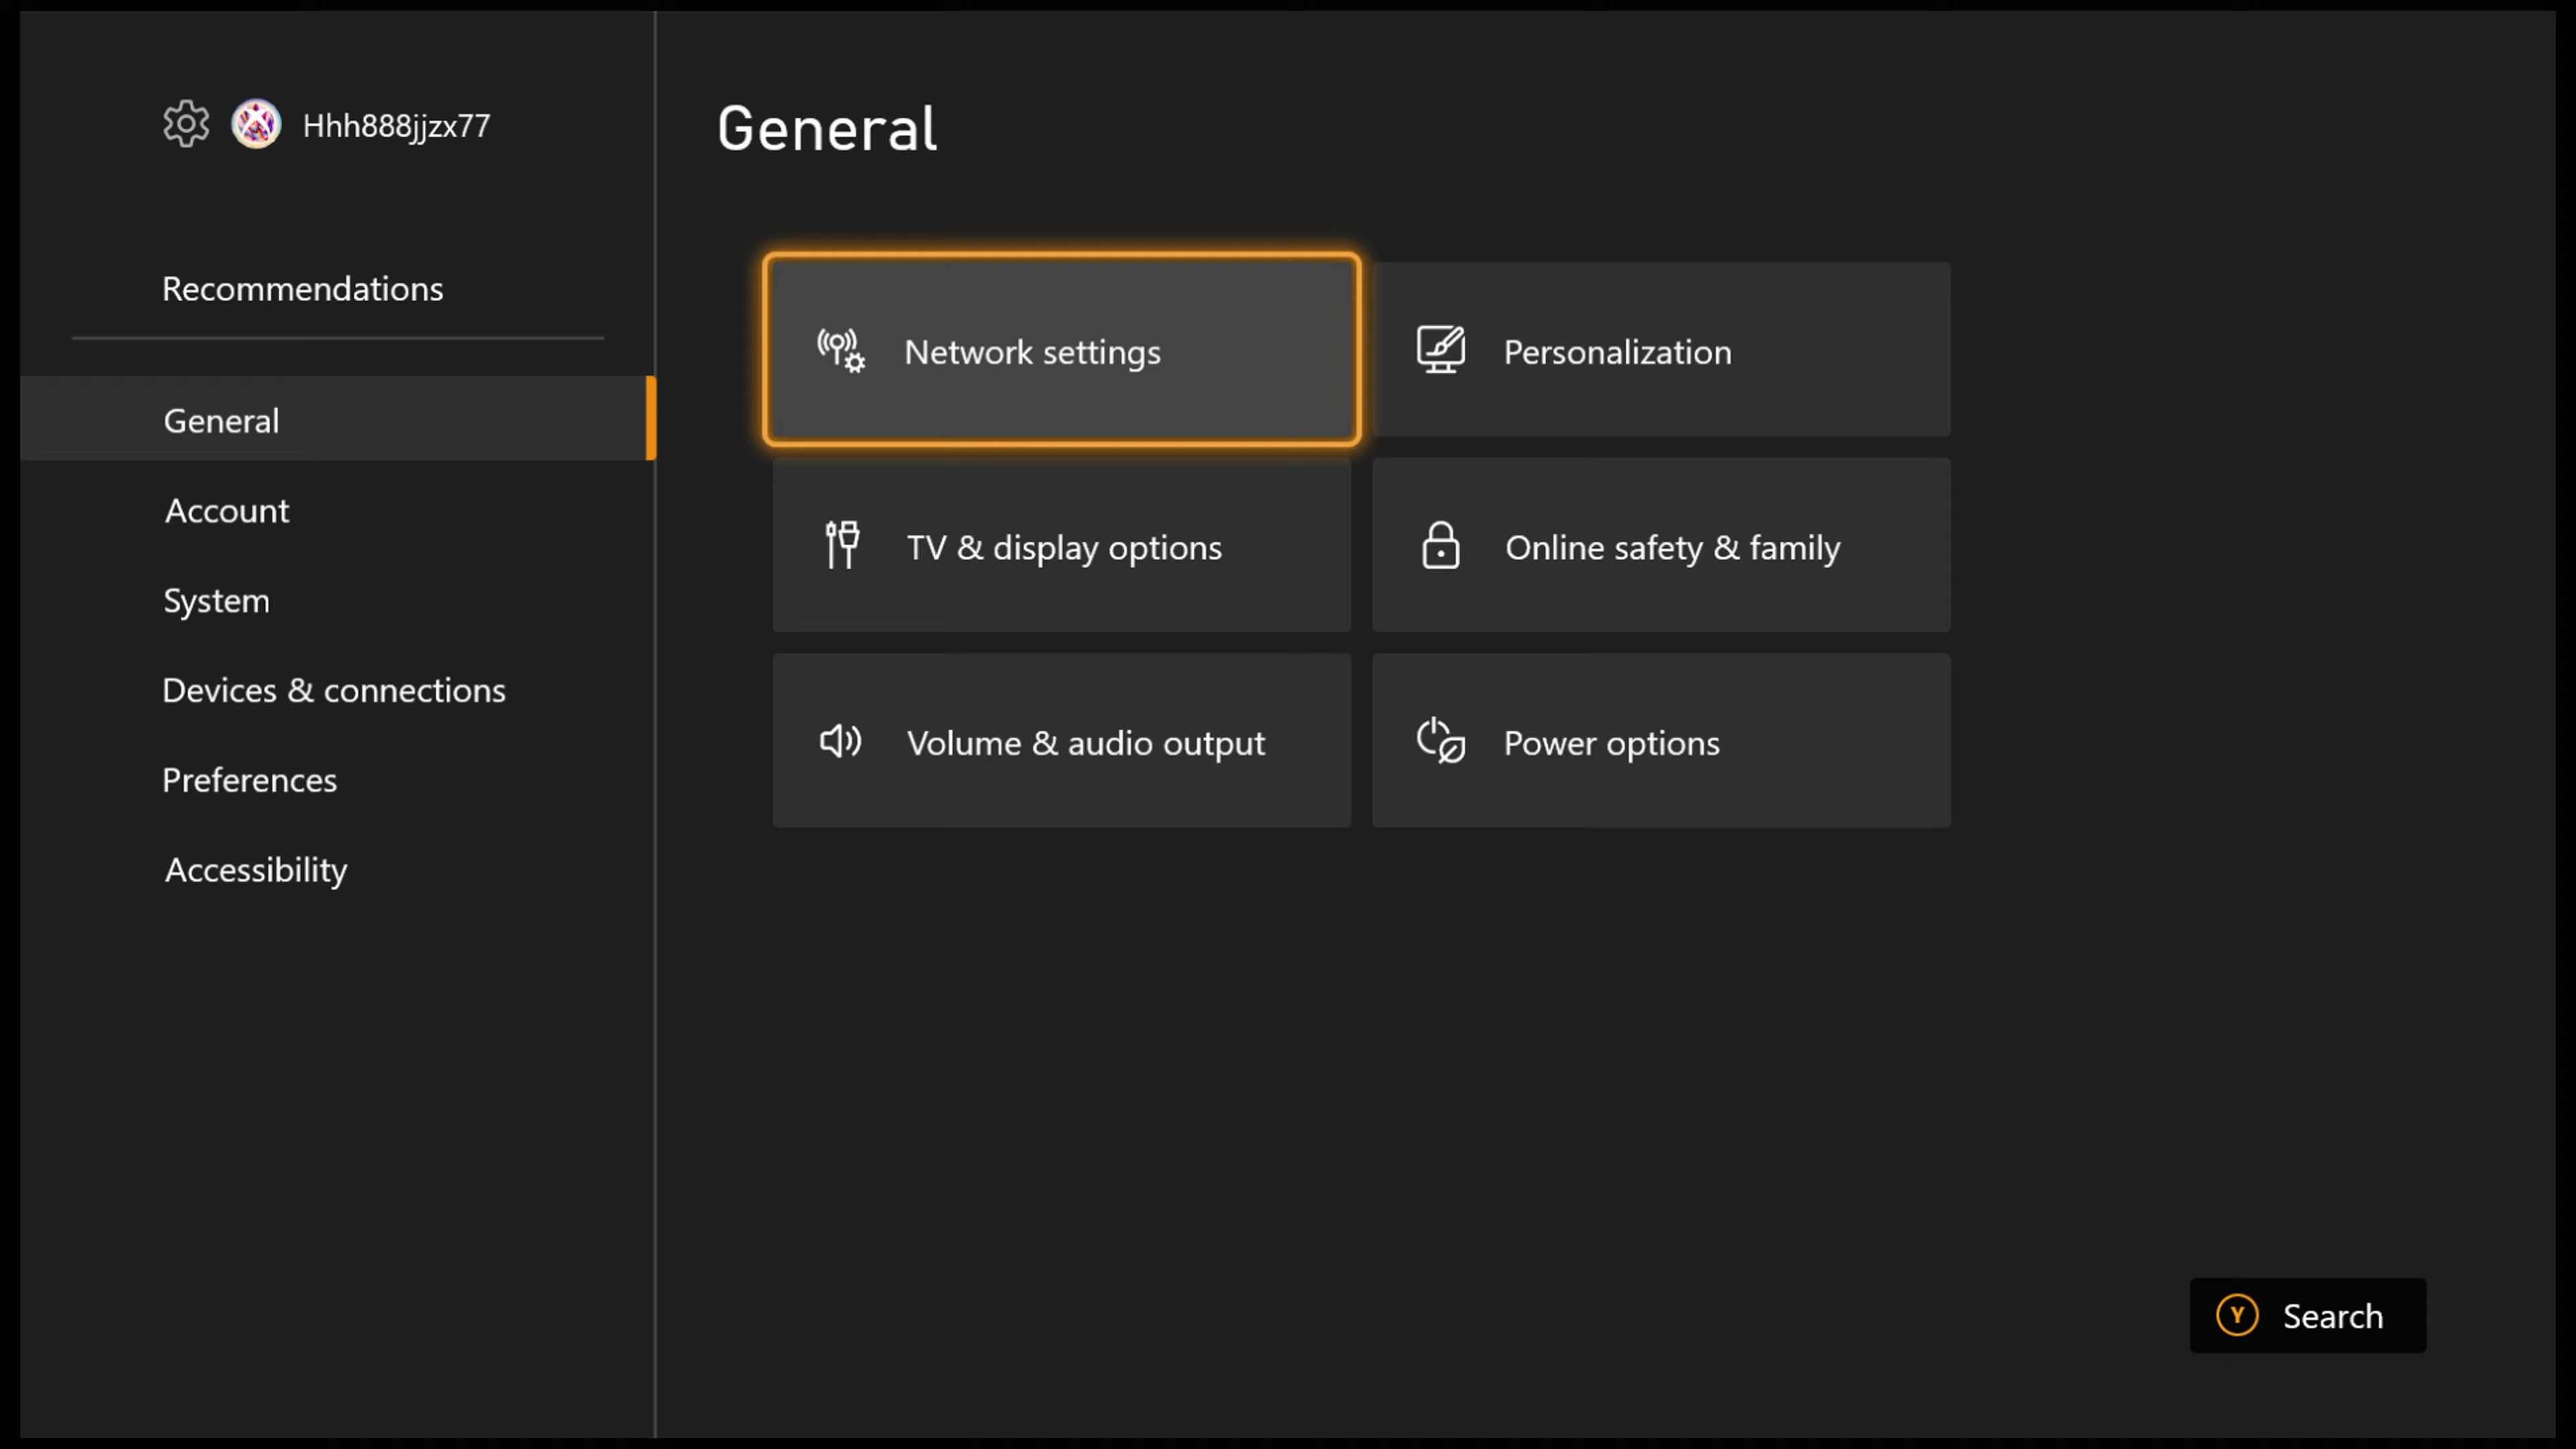 Hhh888jjzx77
Recommendations
General
Account
System
Devices & connections
Preferences
Accessibility
General
Network settings
Personalization
TV & display options
Online safety & family
Volume & audio output
Power options
Y Search